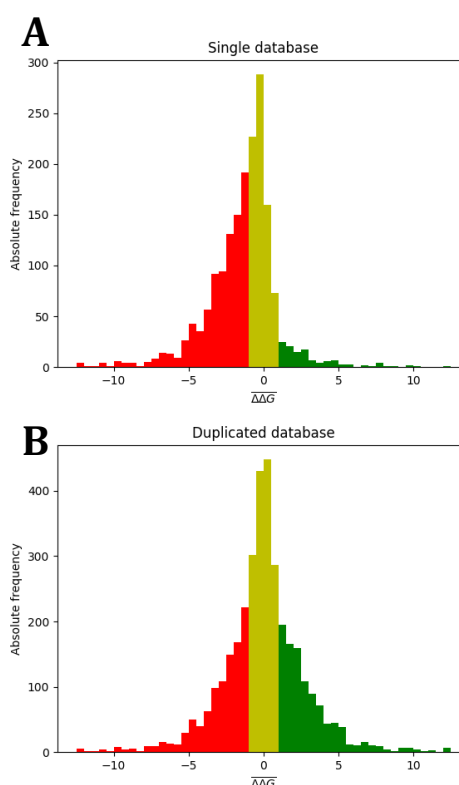 A
Single database
300
250
200
150
100
50
0
Absolute frequency
−10 −5 0 5 10
ΔΔG
B
Duplicated database
400
300
200
100
0
Absolute frequency
−10 −5 0 5 10
ΔΔG